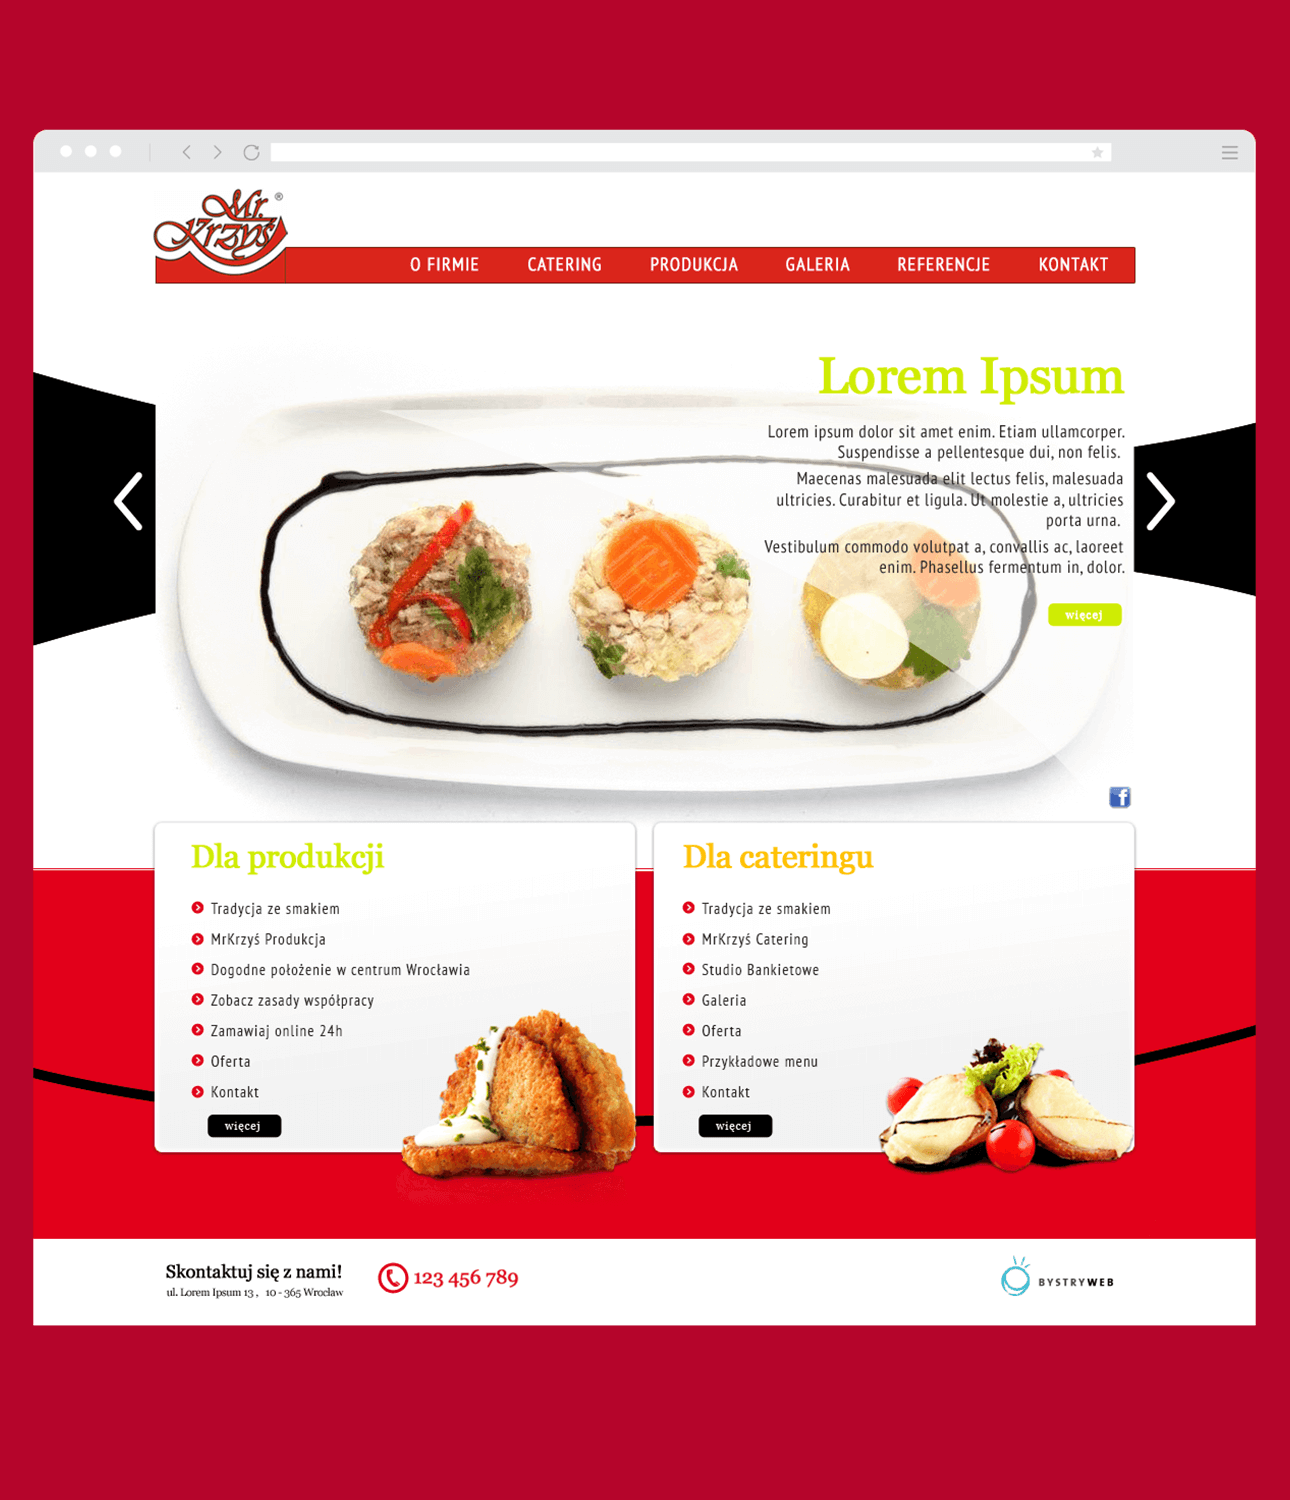 Mr.
Krzyś ®
O FIRMIE CATERING PRODUKCJA GALERIA REFERENCJE KONTAKT
Lorem Ipsum
Lorem ipsum dolor sit amet enim. Etiam ullamcorper.
Suspendisse a pellentesque dui, non felis.
Maecenas malesuada elit lectus felis, malesuada
ultricies. Curabitur et ligula. Ut molestie a, ultricies
porta urna.
Vestibulum commodo volutpat a, convallis ac, laoreet
enim. Phasellus fermentum in, dolor.
więcej
f
Dla produkcji
Tradycja ze smakiem
MrKrzyś Produkcja
Dogodne położenie w centrum Wrocławia
Zobacz zasady współpracy
Zamawiaj online 24h
Oferta
Kontakt
więcej
Dla cateringu
Tradycja ze smakiem
MrKrzyś Catering
Studio Bankietowe
Galeria
Oferta
Przykładowe menu
Kontakt
więcej
Skontaktuj się z nami!
ul. Lorem Ipsum 13 , 10 - 365 Wrocław
123 456 789
BYSTRYWEB